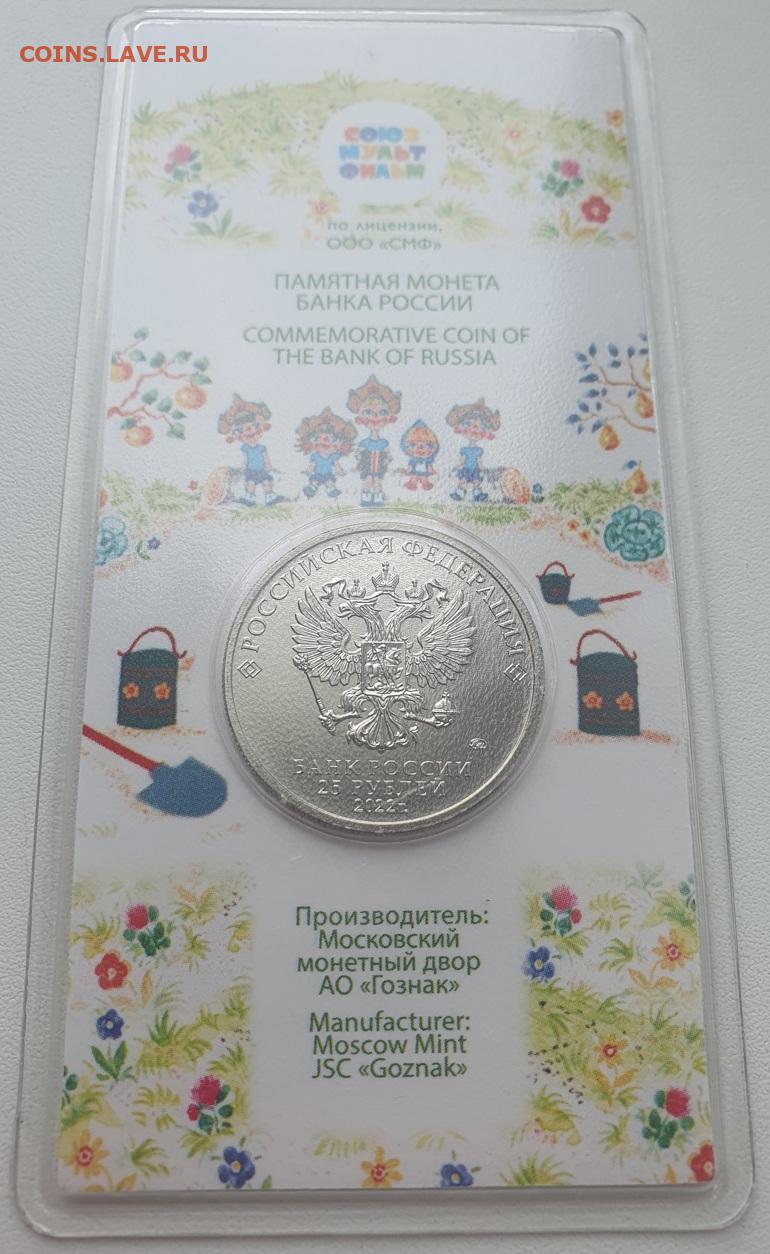 COINS.LAVE.RU
СОЮЗ
МУЛЬТ
ФИЛЬМ
по лицензии,
ООО «СМФ»
ПАМЯТНАЯ МОНЕТА
БАНКА РОССИИ
COMMEMORATIVE COIN OF
THE BANK OF RUSSIA
РОССИЙСКАЯ ФЕДЕРАЦИЯ
БАНК РОССИИ
25 РУБЛЕЙ
2022 г.
Производитель:
Московский
монетный двор
АО «Гознак»
Manufacturer:
Moscow Mint
JSC «Goznak»